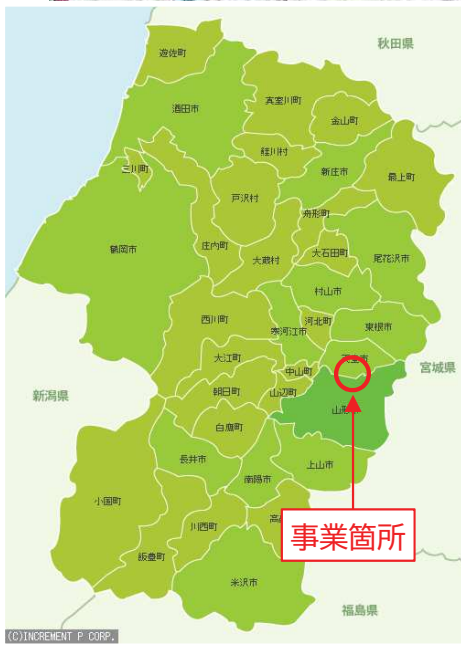 秋田県
遊佐町
真室川町
酒田市
金山町
鮭川村
三川町
新庄市
最上町
戸沢村
舟形町
鶴岡市
庄内町
大蔵村
大石田町
尾花沢市
村山市
西川町
寒河江市
河北町
東根市
大江町
天童市
宮城県
中山町
朝日町
山辺町
新潟県
白鷹町
山形
長井市
上山市
南陽市
小国町
川西町
高
事業箇所
飯豊町
米沢市
福島県
(C)INCREMENT P CORP.